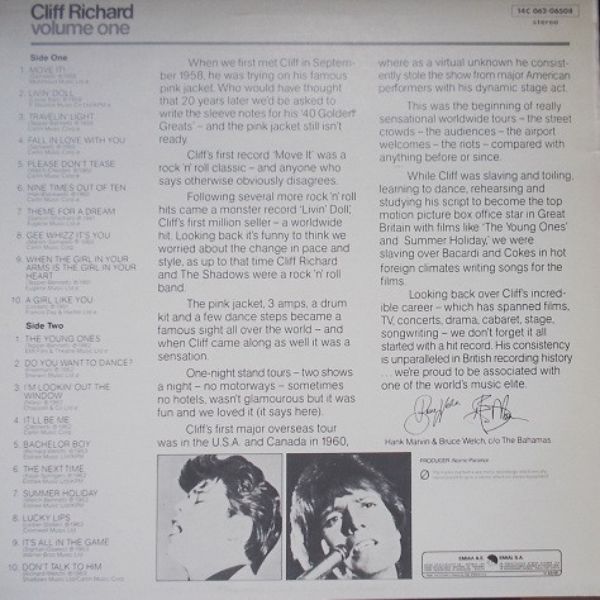 Cliff Richard
volume one
14C 062-06508
stereo
Side One
1. MOVE IT!
2. LIVIN' DOLL
3. TRAVELIN' LIGHT
4. FALL IN LOVE WITH YOU
5. PLEASE DON'T TEASE
6. NINE TIMES OUT OF TEN
7. THEME FOR A DREAM
8. GEE WHIZZ IT'S YOU
9. WHEN THE GIRL IN YOUR
ARMS IS THE GIRL IN YOUR
HEART
10. A GIRL LIKE YOU
Side Two
1. THE YOUNG ONES
2. DO YOU WANT TO DANCE?
3. I'M LOOKIN' OUT THE
WINDOW
4. IT'LL BE ME
5. BACHELOR BOY
6. THE NEXT TIME
7. SUMMER HOLIDAY
8. LUCKY LIPS
9. IT'S ALL IN THE GAME
10. DON'T TALK TO HIM
When we first met Cliff in Septem-
ber 1958, he was trying on his famous
pink jacket. Who would have thought
that 20 years later we'd be asked to
write the sleeve notes for his '40 Golden
Greats' – and the pink jacket still isn't
ready.
Cliff's first record 'Move It' was a
rock 'n' roll classic – and anyone who
says otherwise obviously disagrees.
Following several more rock 'n' roll
hits came a monster record 'Livin' Doll,'
Cliff's first million seller – a worldwide
hit. Looking back it's funny to think we
worried about the change in pace and
style, as up to that time Cliff Richard
and The Shadows were a rock 'n' roll
band.
The pink jacket, 3 amps, a drum
kit and a few dance steps became a
famous sight all over the world – and
when Cliff came along as well it was a
sensation.
One-night stand tours – two shows
a night – no motorways – sometimes
no hotels, wasn't glamourous but it was
fun and we loved it (it says here).
Cliff's first major overseas tour
was in the U.S.A. and Canada in 1960,
where as a virtual unknown he consist-
ently stole the show from major American
performers with his dynamic stage act.
This was the beginning of really
sensational worldwide tours – the street
crowds – the audiences – the airport
welcomes – the riots – compared with
anything before or since.
While Cliff was slaving and toiling,
learning to dance, rehearsing and
studying his script to become the top
motion picture box office star in Great
Britain with films like 'The Young Ones'
and 'Summer Holiday,' we were
slaving over Bacardi and Cokes in hot
foreign climates writing songs for the
films.
Looking back over Cliff's incred-
ible career – which has spanned films,
TV, concerts, drama, cabaret, stage,
songwriting – we don't forget it all
started with a hit record. His consistency
is unparalleled in British recording history
... we're proud to be associated with
one of the world's music elite.
Hank Marvin & Bruce Welch, c/o The Bahamas.
PRODUCER: Norrie Paramor
EMIAL A.E.
EMIAL S.A.